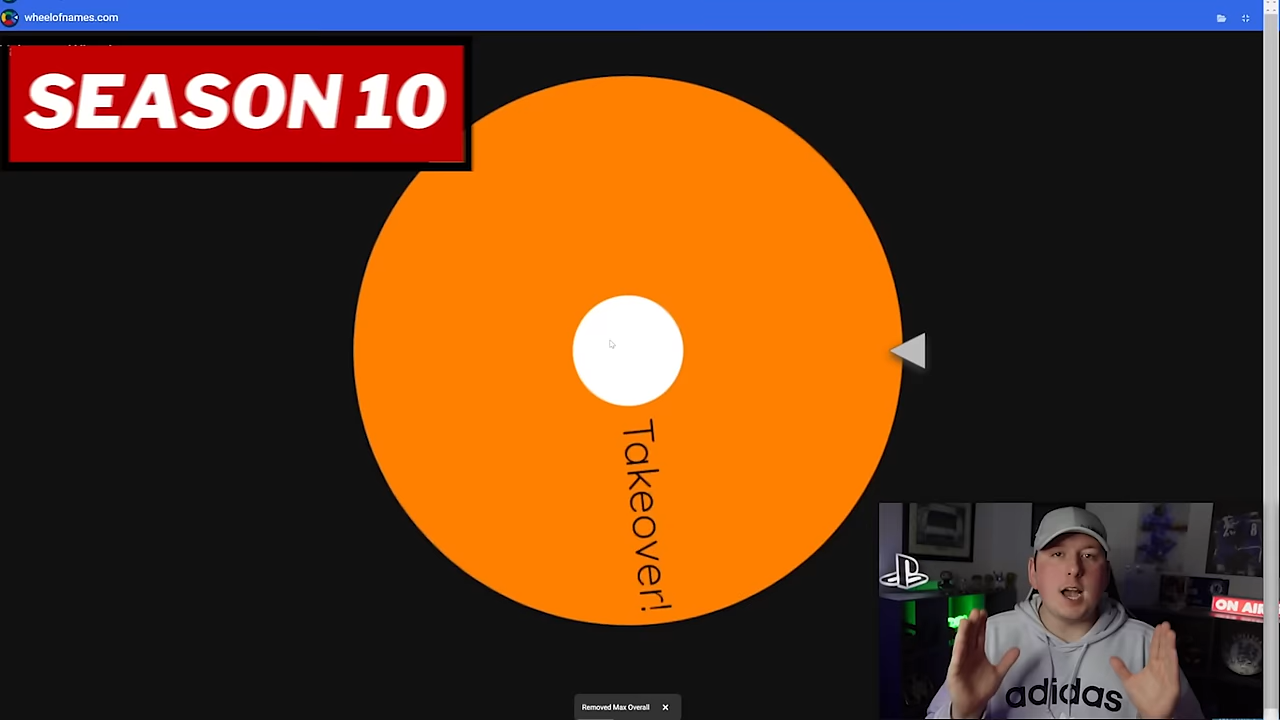 wheelofnames.com
SEASON 10
Takeover!
ON AIR
adidas
Removed Max Overall